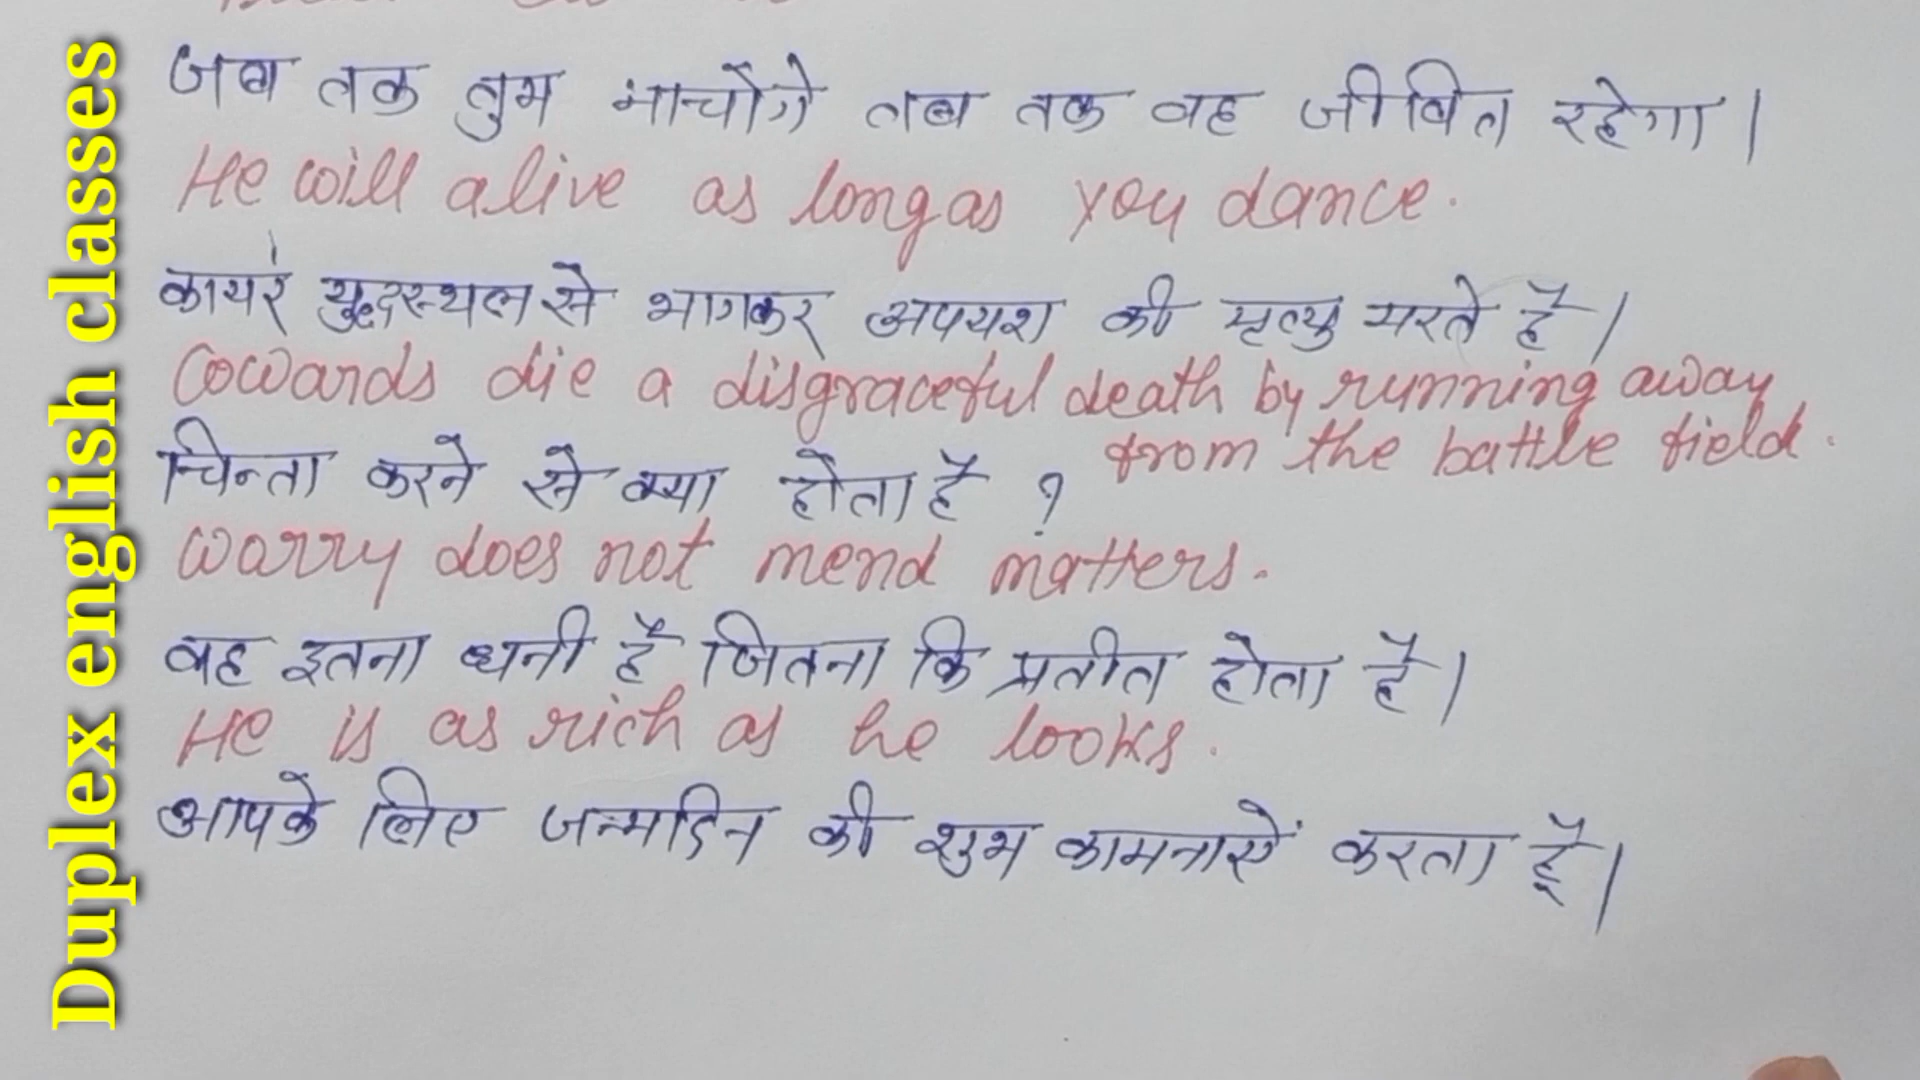 Duplex english classes
जब तक तुम नाचोगे तब तक वह जीवित रहेगा।
He will alive as long as you dance.
कायर युद्धस्थल से भागकर अपयश की मृत्यु मरते है।
Cowards die a disgraceful death by running away
from the battle field.
चिन्ता करने से क्या होता है ?
worry does not mend matters.
वह इतना धनी है जितना कि प्रतीत होता है।
He is as rich as he looks.
आपके लिए जन्मदिन की शुभ कामनाऐं करता हूँ।